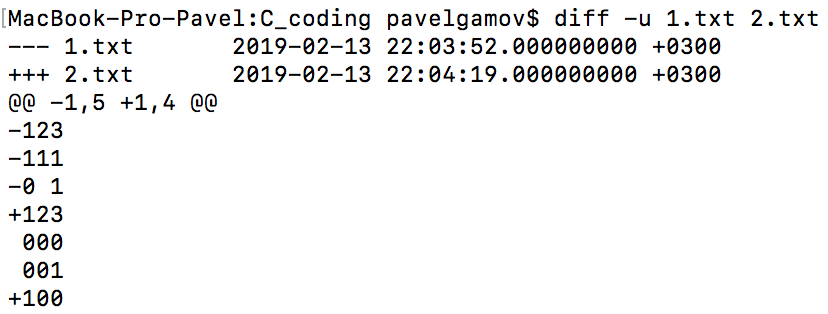 [MacBook-Pro-Pavel:C_coding pavelgamov$ diff -u 1.txt 2.txt
--- 1.txt       2019-02-13 22:03:52.000000000 +0300
+++ 2.txt       2019-02-13 22:04:19.000000000 +0300
@@ -1,5 +1,4 @@
-123
-111
-0 1
+123
 000
 001
+100